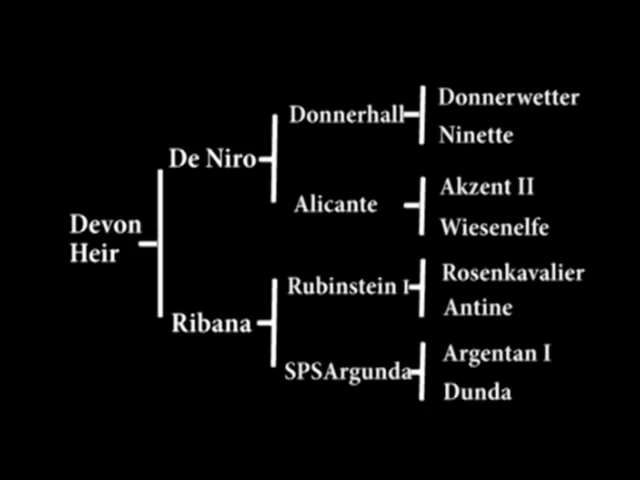 Donnerwetter
Donnerhall
Ninette
De Niro
Akzent II
Alicante
Wiesenelfe
Devon
Heir
Rosenkavalier
Rubinstein I
Antine
Ribana
Argentan I
SPSArgunda
Dunda